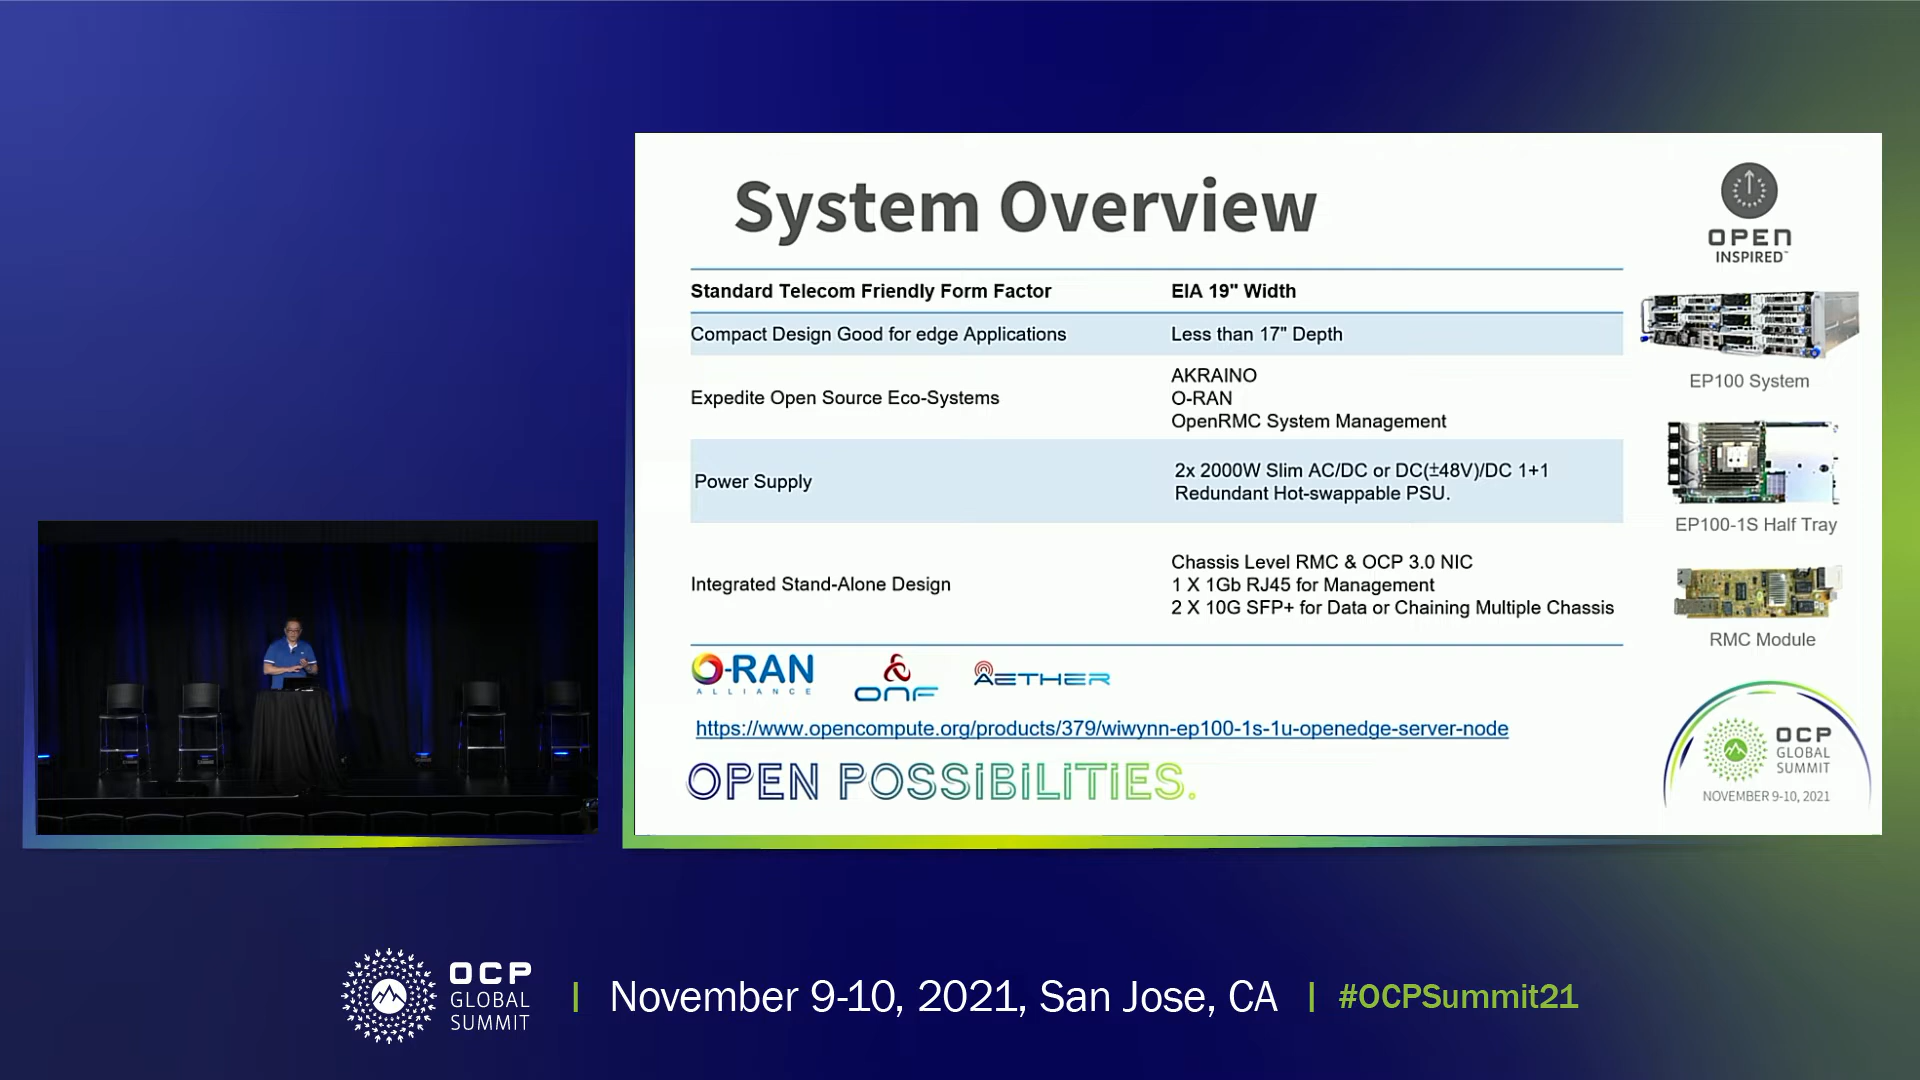 System Overview
OPEN
INSPIRED™
Standard Telecom Friendly Form Factor EIA 19" Width
Compact Design Good for edge Applications Less than 17" Depth
Expedite Open Source Eco-Systems
AKRAINO
O-RAN
OpenRMC System Management
Power Supply
2x 2000W Slim AC/DC or DC(±48V)/DC 1+1
Redundant Hot-swappable PSU.
Integrated Stand-Alone Design
Chassis Level RMC & OCP 3.0 NIC
1 X 1Gb RJ45 for Management
2 X 10G SFP+ for Data or Chaining Multiple Chassis
EP100 System
EP100-1S Half Tray
RMC Module
O-RAN
ALLIANCE
ONF
AETHER
https://www.opencompute.org/products/379/wiwynn-ep100-1s-1u-openedge-server-node
OPEN POSSIBILITIES.
OCP
GLOBAL
SUMMIT
NOVEMBER 9-10, 2021
OCP
GLOBAL
SUMMIT
| November 9-10, 2021, San Jose, CA | #OCPSummit21